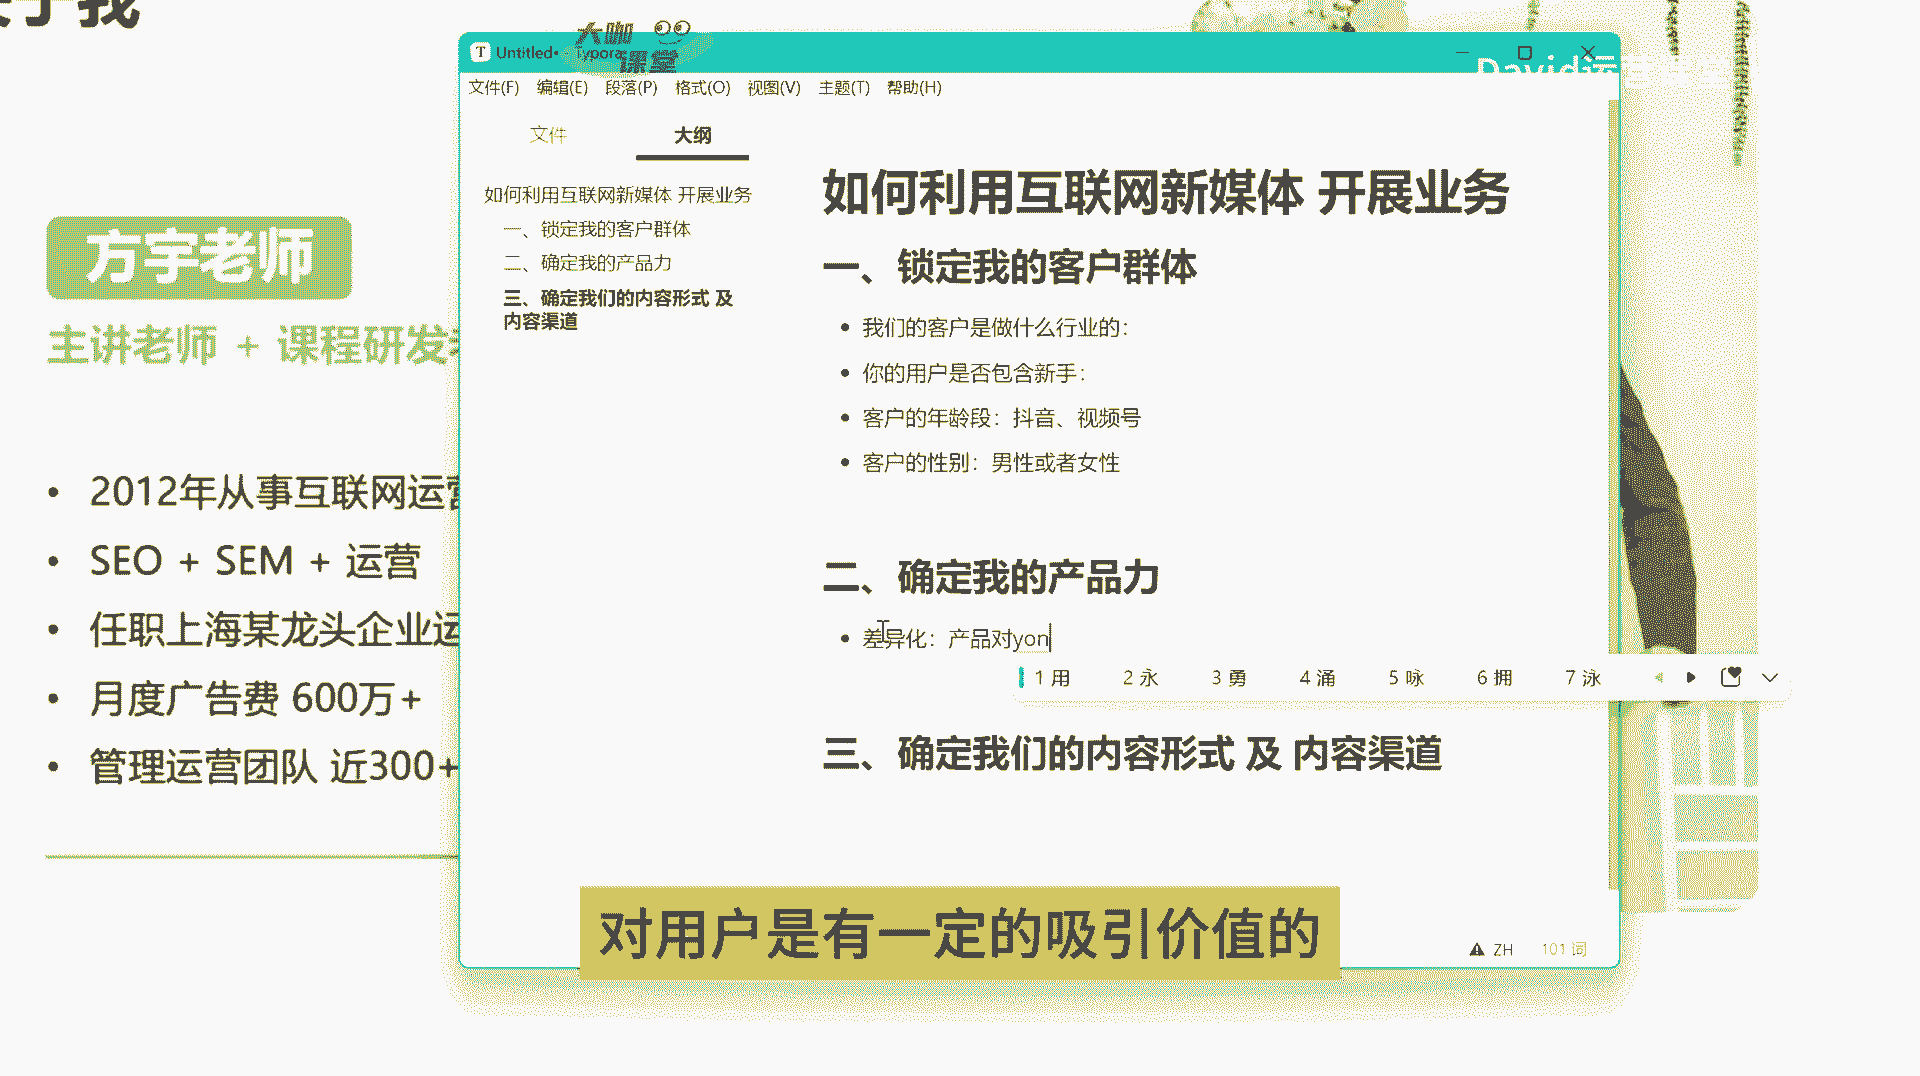 于我
方宇老师
主讲老师 + 课程研发
2012年从事互联网运营
SEO + SEM + 运营
任职上海某龙头企业运
月度广告费 600万+
管理运营团队 近300+
大咖
课堂
Untitled• - Typora
David运
文件(F) 编辑(E) 段落(P) 格式(O) 视图(V) 主题(T) 帮助(H)
文件 大纲
如何利用互联网新媒体 开展业务
一、锁定我的客户群体
二、确定我的产品力
三、确定我们的内容形式 及
内容渠道
如何利用互联网新媒体 开展业务
一、锁定我的客户群体
我们的客户是做什么行业的：
你的用户是否包含新手：
客户的年龄段：抖音、视频号
客户的性别：男性或者女性
二、确定我的产品力
差异化：产品对yon
1 用 2 永 3 勇 4 涌 5 咏 6 拥 7 泳
三、确定我们的内容形式 及 内容渠道
对用户是有一定的吸引价值的
ZH 101 词